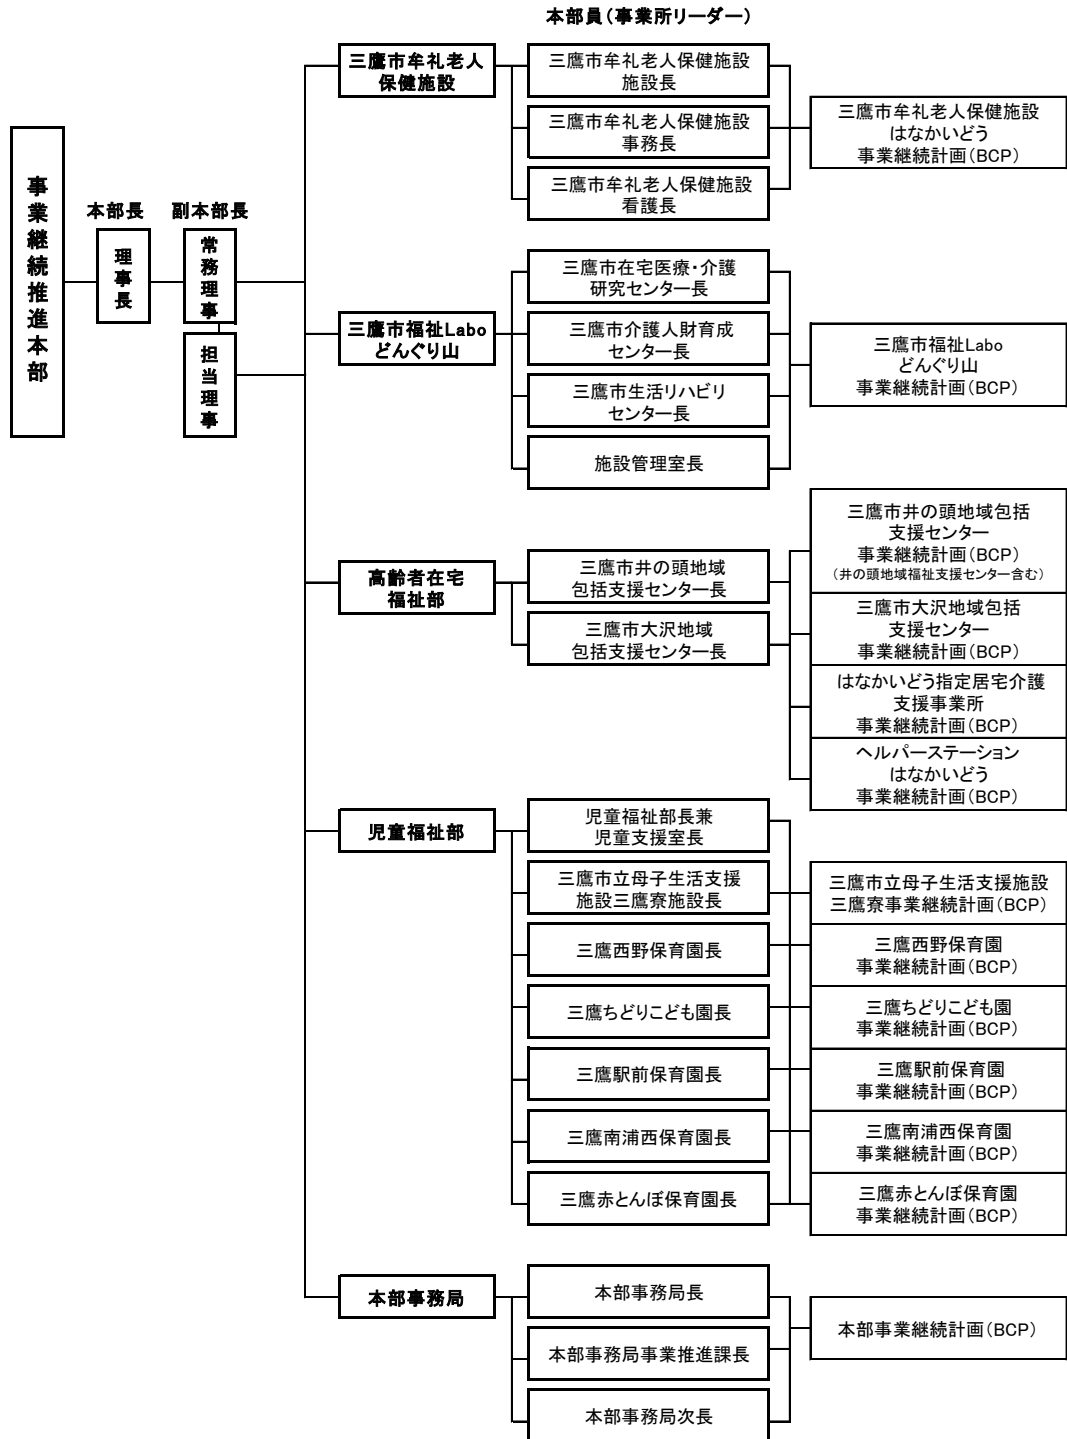 本部員(事業所リーダー)
事業継続推進本部
本部長
理事長
副本部長
常務理事
担当理事
三鷹市牟礼老人
保健施設
三鷹市牟礼老人保健施設
施設長
三鷹市牟礼老人保健施設
事務長
三鷹市牟礼老人保健施設
看護長
三鷹市牟礼老人保健施設
はなかいどう
事業継続計画(BCP)
三鷹市福祉Labo
どんぐり山
三鷹市在宅医療・介護
研究センター長
三鷹市介護人財育成
センター長
三鷹市生活リハビリ
センター長
施設管理室長
三鷹市福祉Labo
どんぐり山
事業継続計画(BCP)
高齢者在宅
福祉部
三鷹市井の頭地域
包括支援センター長
三鷹市大沢地域
包括支援センター長
三鷹市井の頭地域包括
支援センター
事業継続計画(BCP)
(井の頭地域福祉支援センター含む)
三鷹市大沢地域包括
支援センター
事業継続計画(BCP)
はなかいどう指定居宅介護
支援事業所
事業継続計画(BCP)
ヘルパーステーション
はなかいどう
事業継続計画(BCP)
児童福祉部
児童福祉部長兼
児童支援室長
三鷹市立母子生活支援
施設三鷹寮施設長
三鷹西野保育園長
三鷹ちどりこども園長
三鷹駅前保育園長
三鷹南浦西保育園長
三鷹赤とんぼ保育園長
三鷹市立母子生活支援施設
三鷹寮事業継続計画(BCP)
三鷹西野保育園
事業継続計画(BCP)
三鷹ちどりこども園
事業継続計画(BCP)
三鷹駅前保育園
事業継続計画(BCP)
三鷹南浦西保育園
事業継続計画(BCP)
三鷹赤とんぼ保育園
事業継続計画(BCP)
本部事務局
本部事務局長
本部事務局事業推進課長
本部事務局次長
本部事業継続計画(BCP)